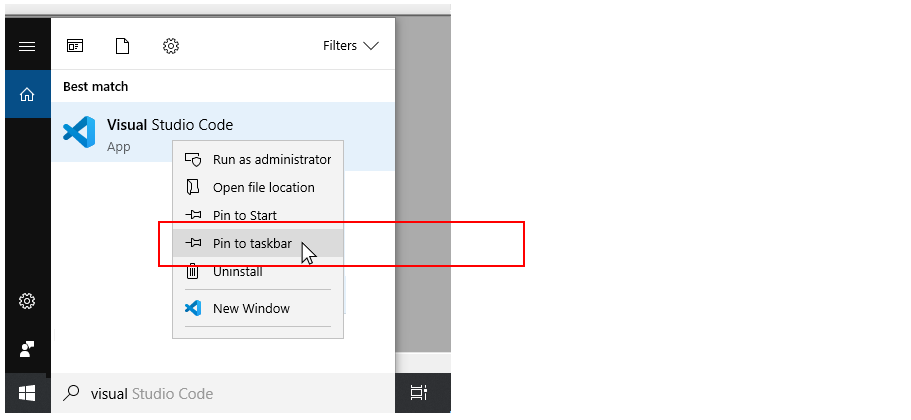 Filters
Best match
Visual Studio Code
App
Run as administrator
Open file location
Pin to Start
Pin to taskbar
Uninstall
New Window
visual Studio Code